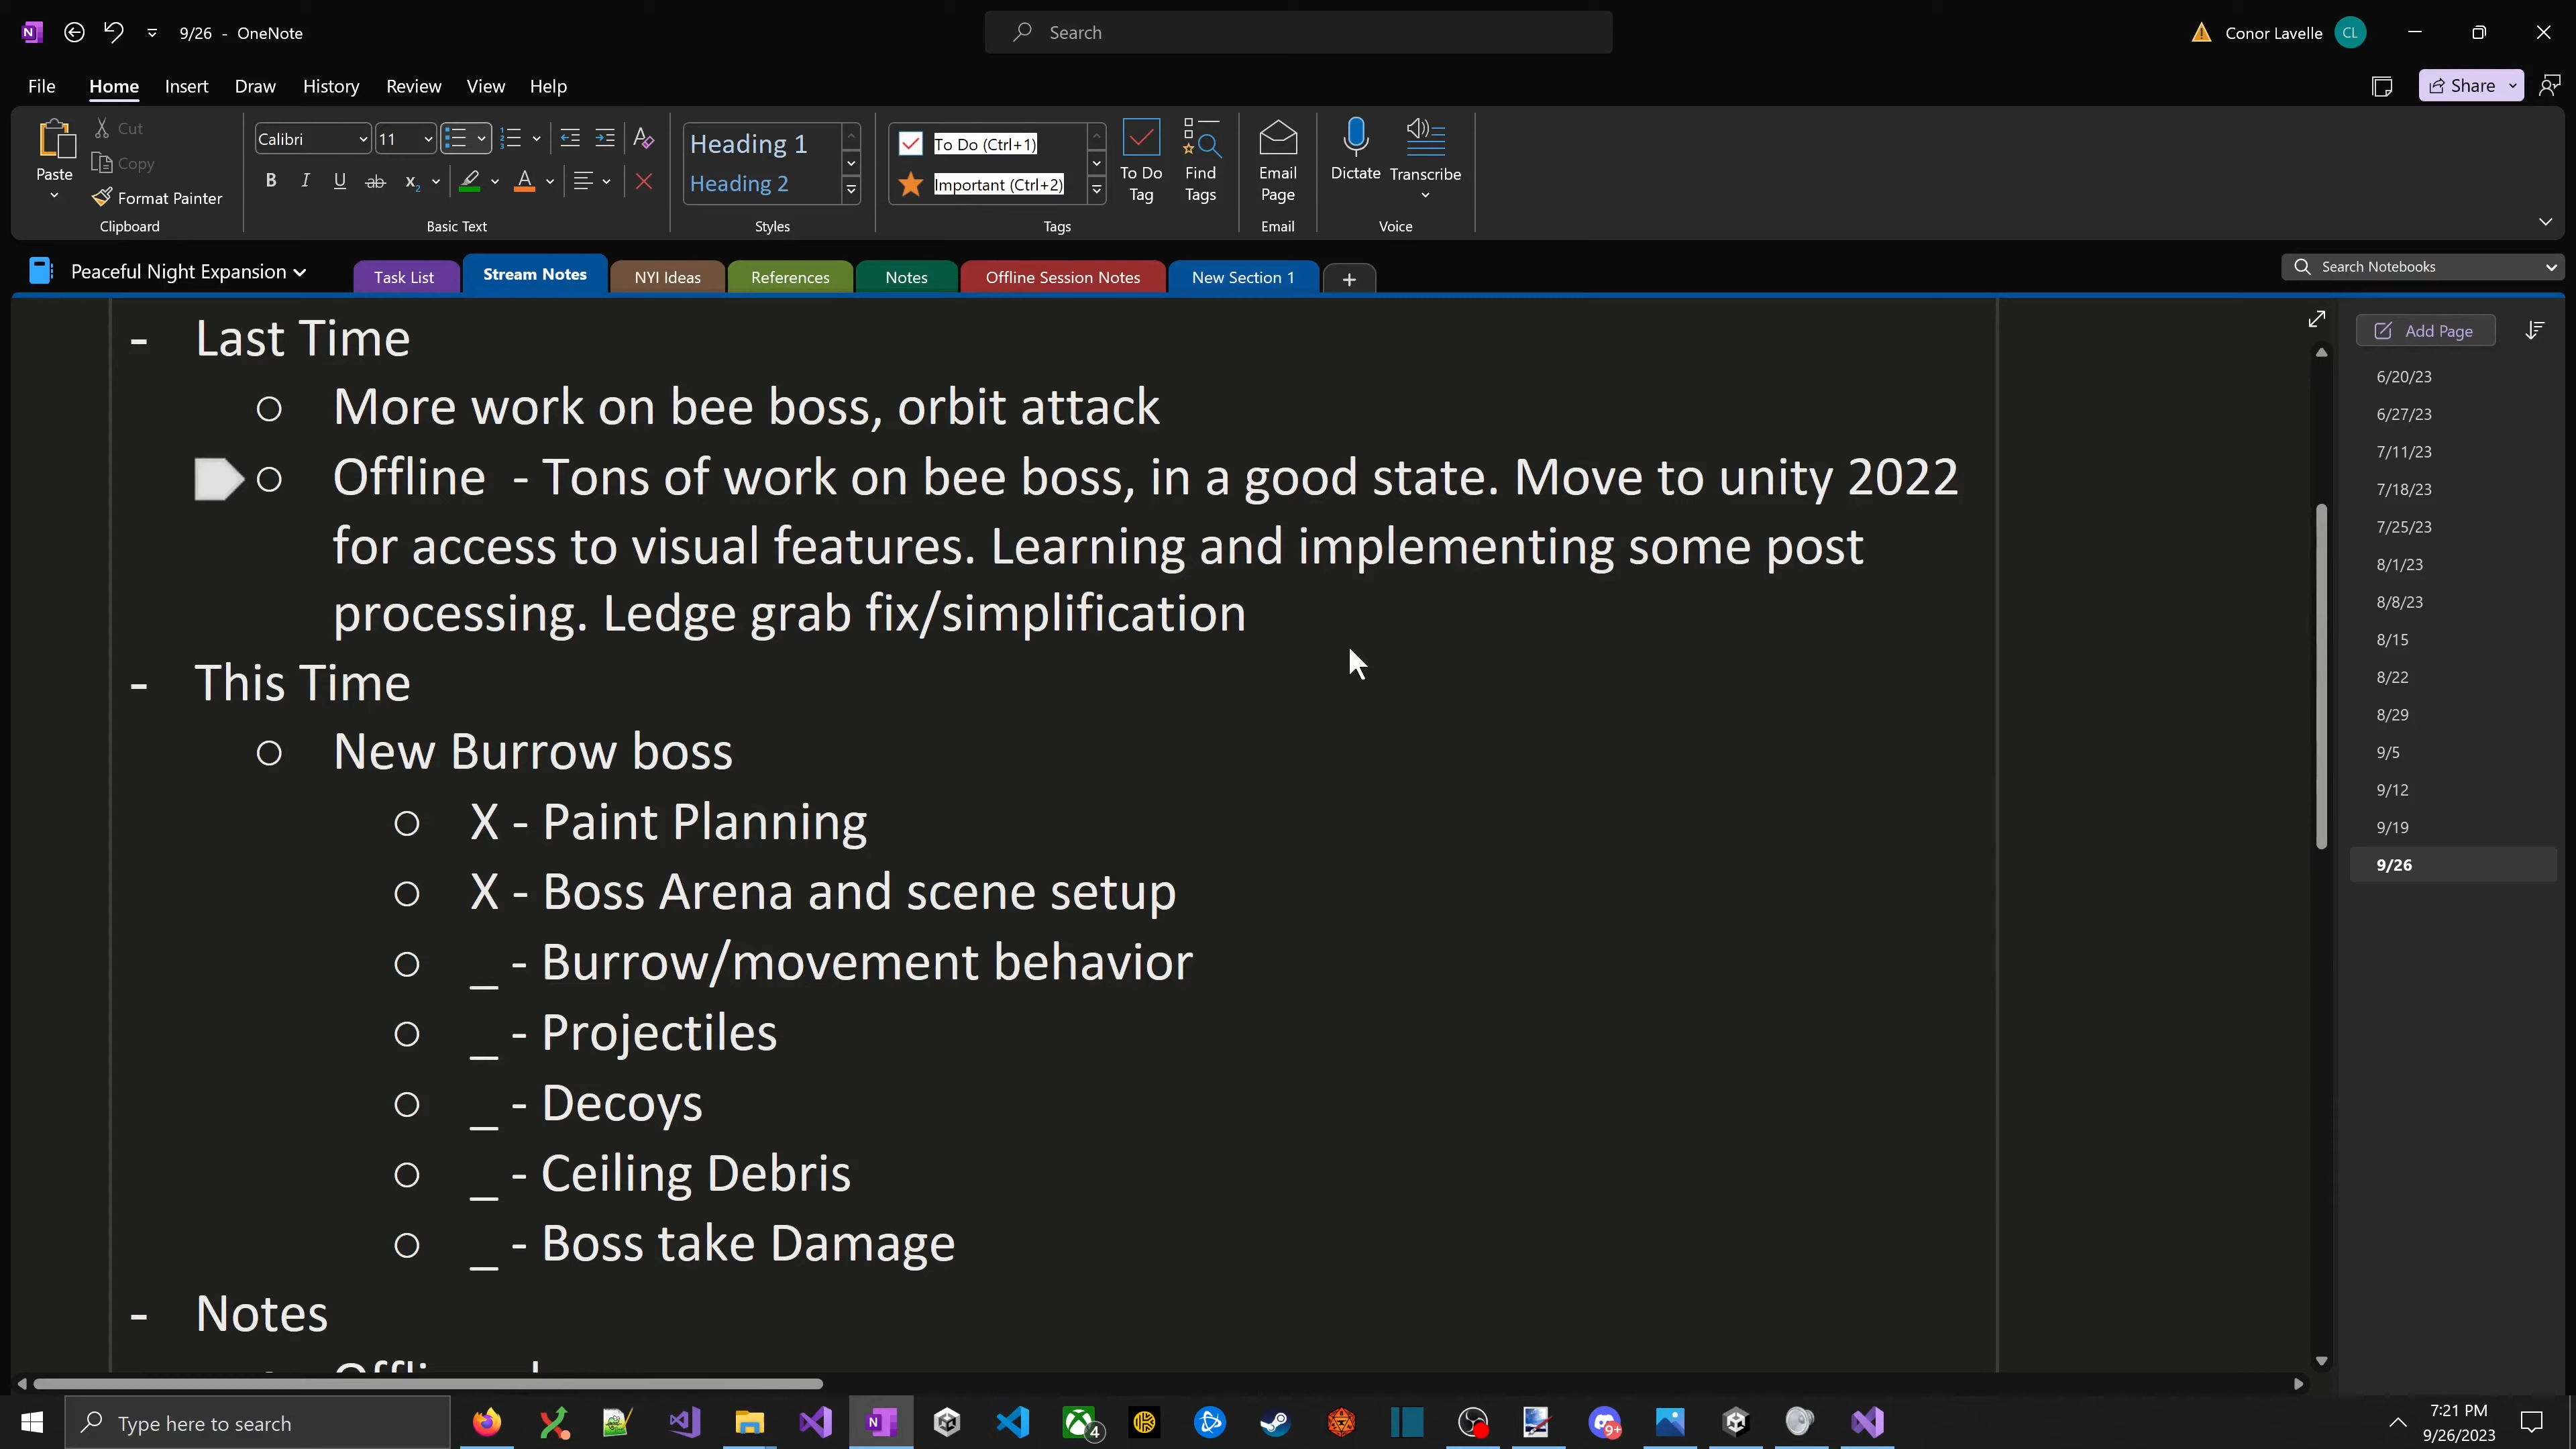 9/26 - OneNote
Search
Conor Lavelle
CL
File Home Insert Draw History Review View Help
Share
Paste
Cut
Copy
Format Painter
Clipboard
Calibri
11
Basic Text
Heading 1
Heading 2
Styles
To Do (Ctrl+1)
Important (Ctrl+2)
To Do
Tag
Find
Tags
Tags
Email
Page
Email
Dictate
Transcribe
Voice
Peaceful Night Expansion
Task List
Stream Notes
NYI Ideas
References
Notes
Offline Session Notes
New Section 1
Search Notebooks
- Last Time
More work on bee boss, orbit attack
Offline - Tons of work on bee boss, in a good state. Move to unity 2022
for access to visual features. Learning and implementing some post
processing. Ledge grab fix/simplification
- This Time
New Burrow boss
X - Paint Planning
X - Boss Arena and scene setup
_ - Burrow/movement behavior
_ - Projectiles
_ - Decoys
_ - Ceiling Debris
_ - Boss take Damage
- Notes
Add Page
6/20/23
6/27/23
7/11/23
7/18/23
7/25/23
8/1/23
8/8/23
8/15
8/22
8/29
9/5
9/12
9/19
9/26
Type here to search
4
9+
7:21 PM
9/26/2023